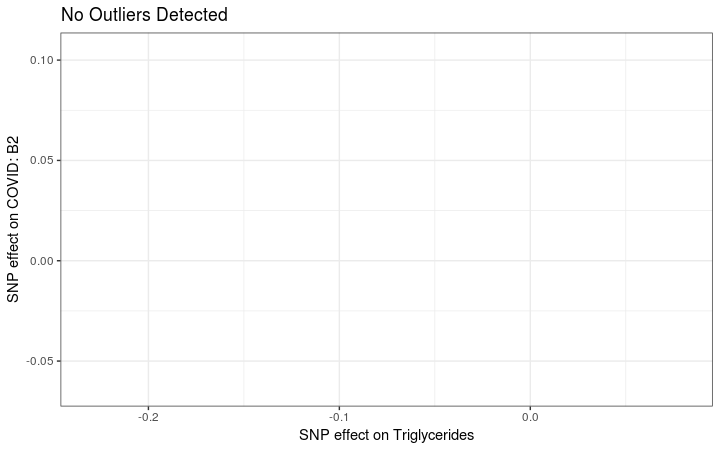 No Outliers Detected
SNP effect on COVID: B2
0.10
0.05
0.00
-0.05
-0.2
-0.1
0.0
SNP effect on Triglycerides